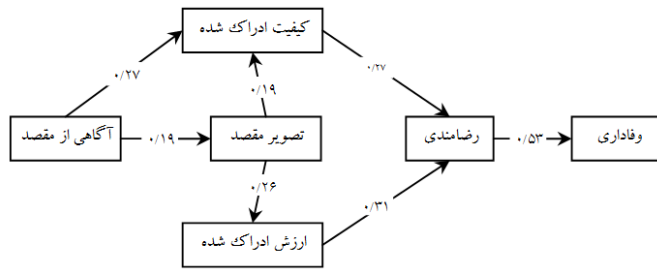 کیفیت ادراک شده
۰/۲۷
۰/۲۷
۰/۱۹
آگاهی از مقصد
۰/۱۹
تصویر مقصد
رضامندی
۰/۵۳
وفاداری
۰/۲۶
۰/۳۱
ارزش ادراک شده